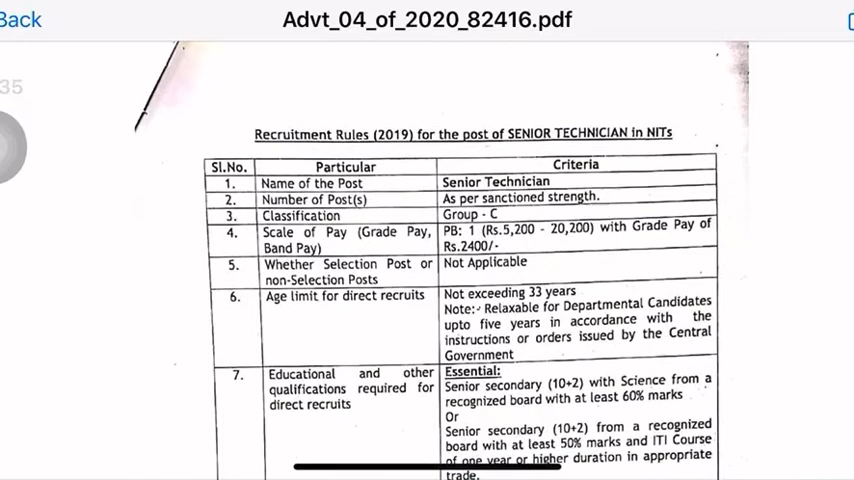 Back
Advt_04_of_2020_82416.pdf
35
Recruitment Rules (2019) for the post of SENIOR TECHNICIAN in NITs
Sl.No. Particular Criteria
1. Name of the Post Senior Technician
2. Number of Post(s) As per sanctioned strength.
3. Classification Group - C
4. Scale of Pay (Grade Pay, PB: 1 (Rs.5,200 - 20,200) with Grade Pay of
Band Pay) Rs.2400/-
5. Whether Selection Post or Not Applicable
non-Selection Posts
6. Age limit for direct recruits Not exceeding 33 years
Note:- Relaxable for Departmental Candidates
upto five years in accordance with the
instructions or orders issued by the Central
Government
7. Educational and other Essential:
qualifications required for Senior secondary (10+2) with Science from a
direct recruits recognized board with at least 60% marks
Or
Senior secondary (10+2) from a recognized
board with at least 50% marks and ITI Course
of one year or higher duration in appropriate
trade.